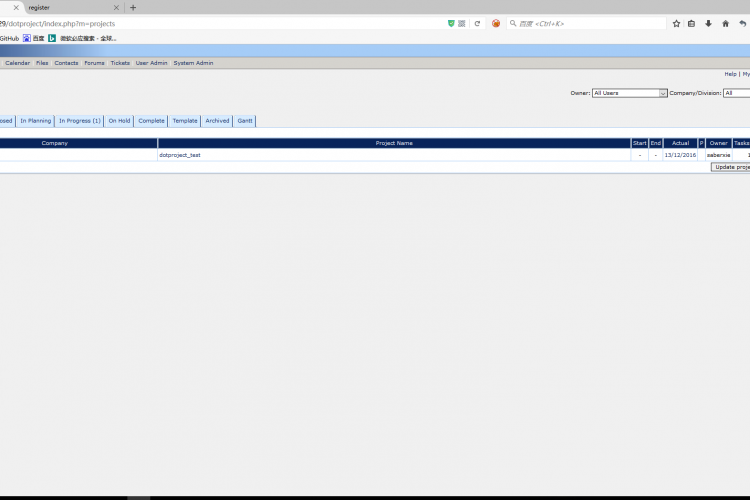 register
29/dotproject/index.php?m=projects
百度 <Ctrl+K>
GitHub 百度 微软必应搜索 - 全球...
Calendar Files Contacts Forums Tickets User Admin System Admin
Help | My
Owner: All Users Company/Division: All
osed In Planning In Progress (1) On Hold Complete Template Archived Gantt
Company Project Name Start End Actual P Owner Tasks
dotproject_test - - 13/12/2016 saberxie 1
Update proje